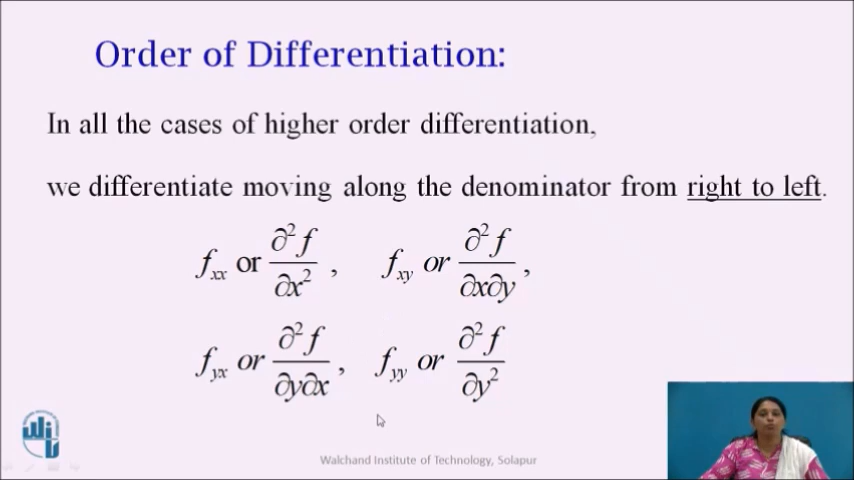 Order of Differentiation:
In all the cases of higher order differentiation,
we differentiate moving along the denominator from right to left.
f_xx or ∂²f/∂x² , f_xy or ∂²f/∂x∂y ,
f_yx or ∂²f/∂y∂x , f_yy or ∂²f/∂y²
Walchand Institute of Technology, Solapur